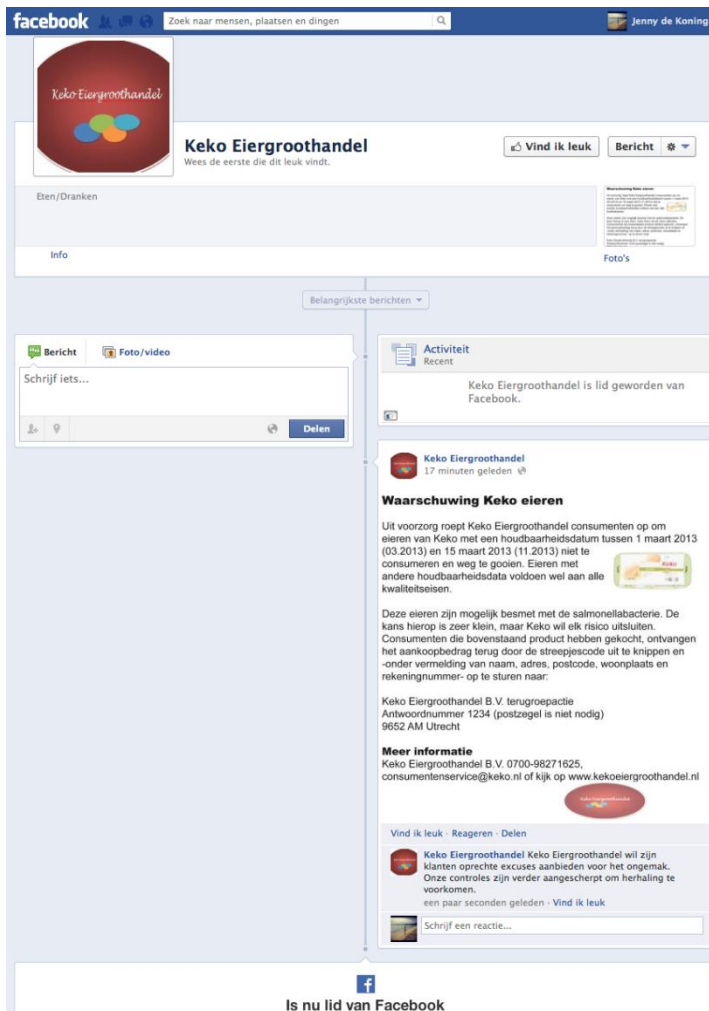 facebook
Zoek naar mensen, plaatsen en dingen
Jenny de Koning
Keko Eiergroothandel
Keko Eiergroothandel
Wees de eerste die dit leuk vindt.
Vind ik leuk
Bericht
Eten/Dranken
Waarschuwing Keko eieren
Info
Foto's
Belangrijkste berichten
Bericht
Foto/video
Schrijf iets...
Delen
Activiteit
Recent
Keko Eiergroothandel is lid geworden van
Facebook.
Keko Eiergroothandel
17 minuten geleden
Waarschuwing Keko eieren
Uit voorzorg roept Keko Eiergroothandel consumenten op om
eieren van Keko met een houdbaarheidsdatum tussen 1 maart 2013
(03.2013) en 15 maart 2013 (11.2013) niet te
consumeren en weg te gooien. Eieren met
andere houdbaarheidsdata voldoen wel aan alle
kwaliteitseisen.
KEKO
Deze eieren zijn mogelijk besmet met de salmonellabacterie. De
kans hierop is zeer klein, maar Keko wil elk risico uitsluiten.
Consumenten die bovenstaand product hebben gekocht, ontvangen
het aankoopbedrag terug door de streepjescode uit te knippen en
-onder vermelding van naam, adres, postcode, woonplaats en
rekeningnummer- op te sturen naar:
Keko Eiergroothandel B.V. terugroepactie
Antwoordnummer 1234 (postzegel is niet nodig)
9652 AM Utrecht
Meer informatie
Keko Eiergroothandel B.V. 0700-98271625,
consumentenservice@keko.nl of kijk op www.kekoeiergroothandel.nl
Keko Eiergroothandel
Vind ik leuk · Reageren · Delen
Keko Eiergroothandel Keko Eiergroothandel wil zijn
klanten oprechte excuses aanbieden voor het ongemak.
Onze controles zijn verder aangescherpt om herhaling te
voorkomen.
een paar seconden geleden · Vind ik leuk
Schrijf een reactie...
Is nu lid van Facebook